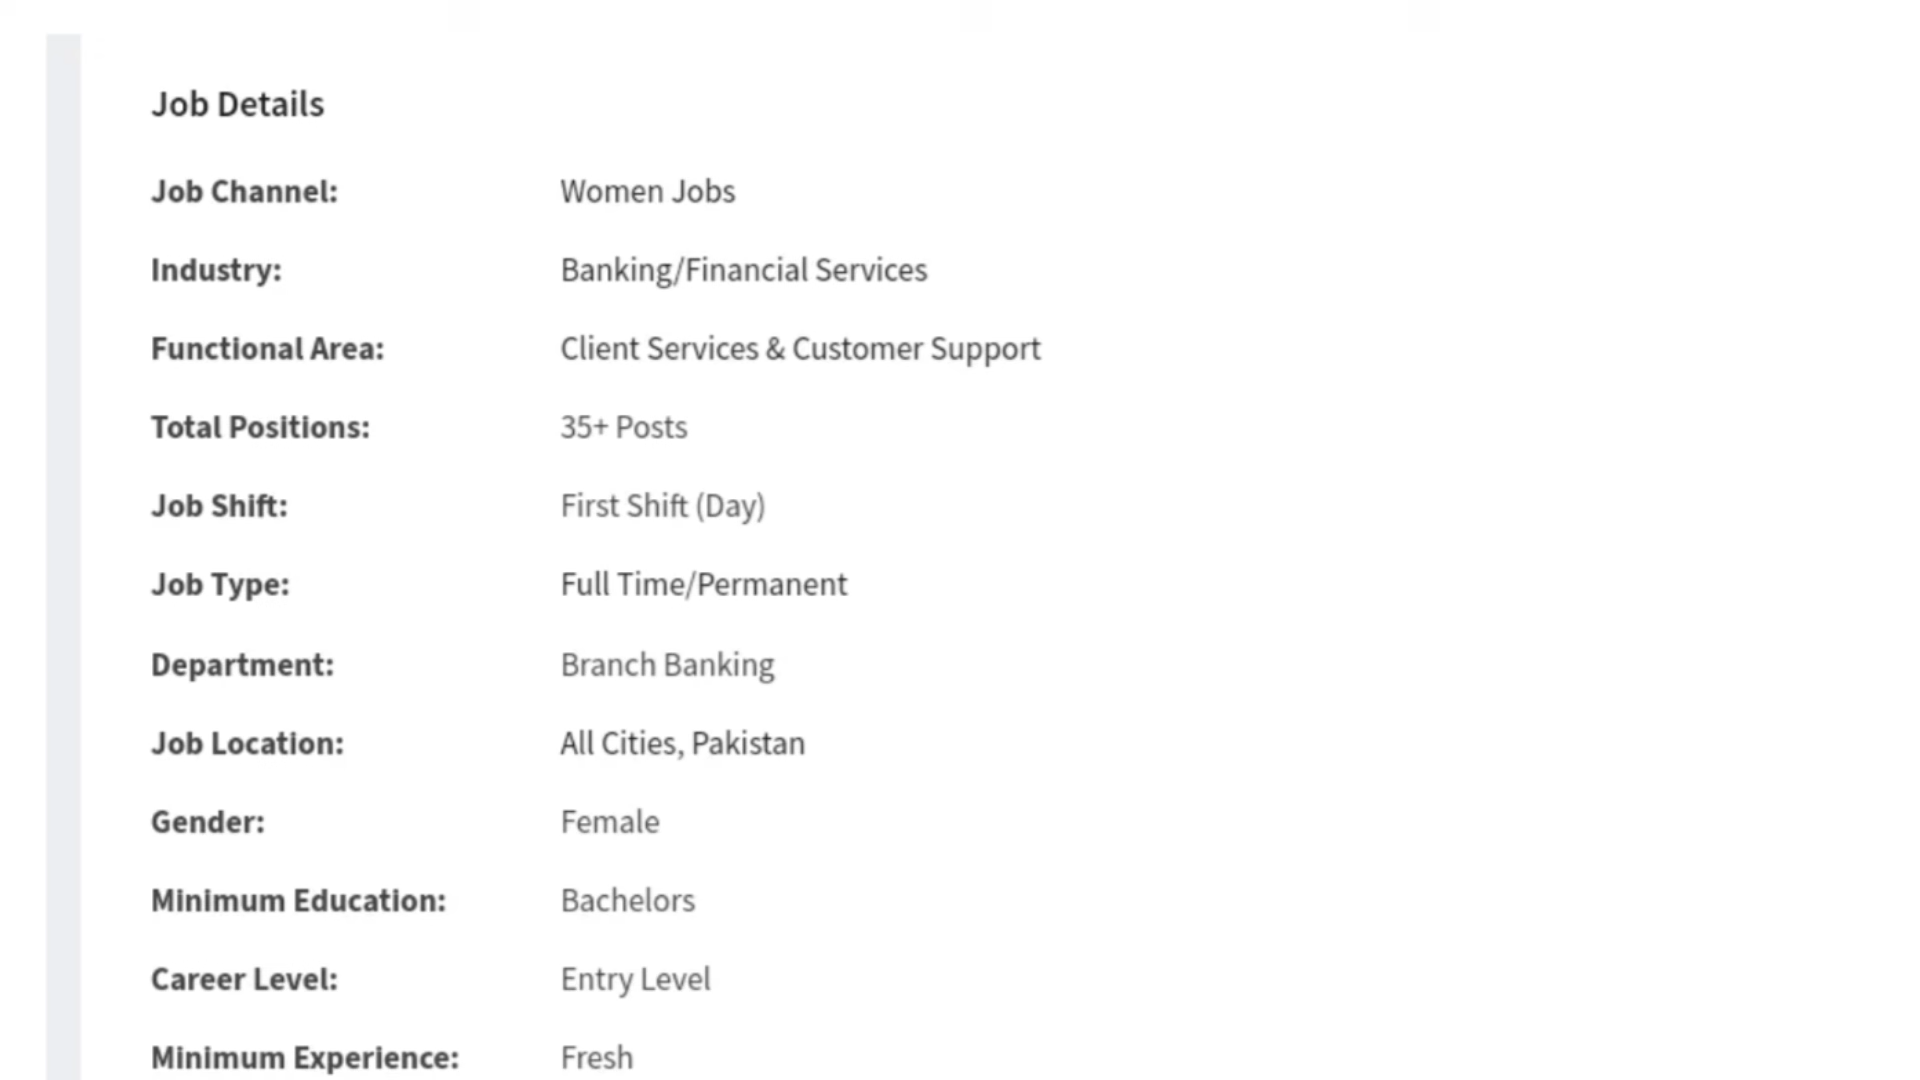 Job Details
Job Channel: Women Jobs
Industry: Banking/Financial Services
Functional Area: Client Services & Customer Support
Total Positions: 35+ Posts
Job Shift: First Shift (Day)
Job Type: Full Time/Permanent
Department: Branch Banking
Job Location: All Cities, Pakistan
Gender: Female
Minimum Education: Bachelors
Career Level: Entry Level
Minimum Experience: Fresh